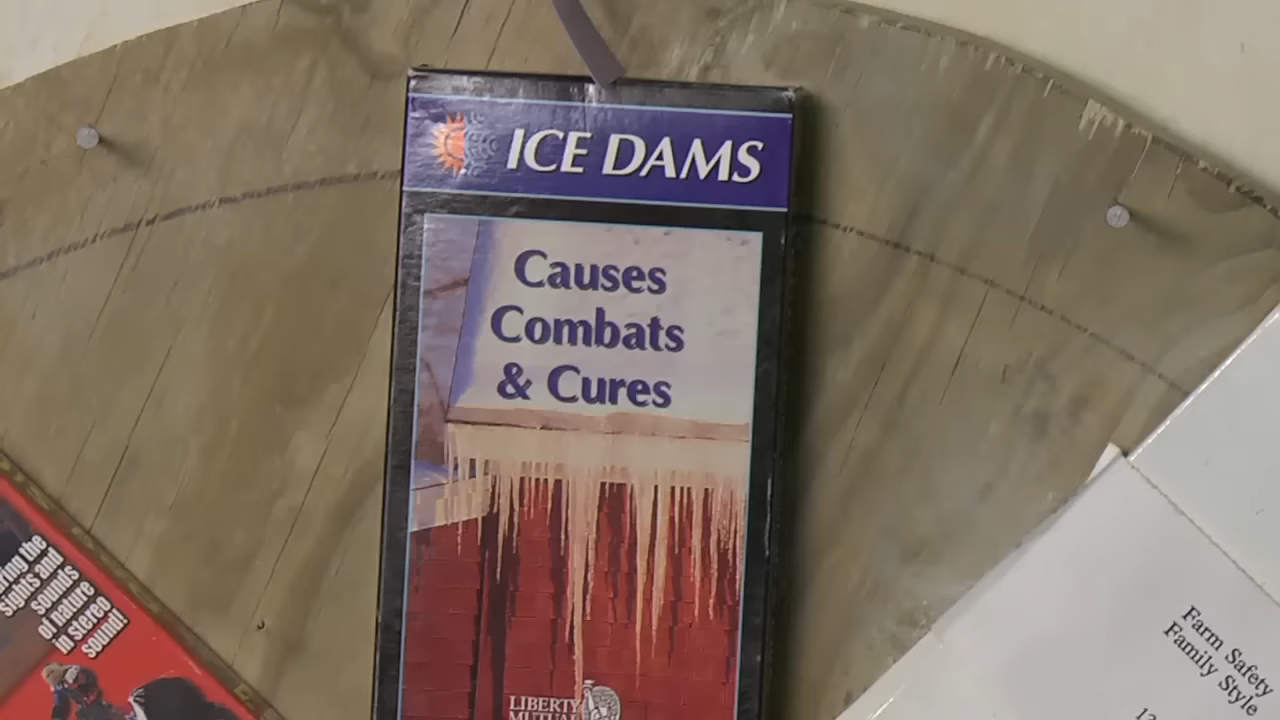 ICE DAMS
Causes
Combats
& Cures
LIBERTY
MUTUAL
the
sights and
sounds
of nature
in stereo
sound!
Farm Safety
Family Style